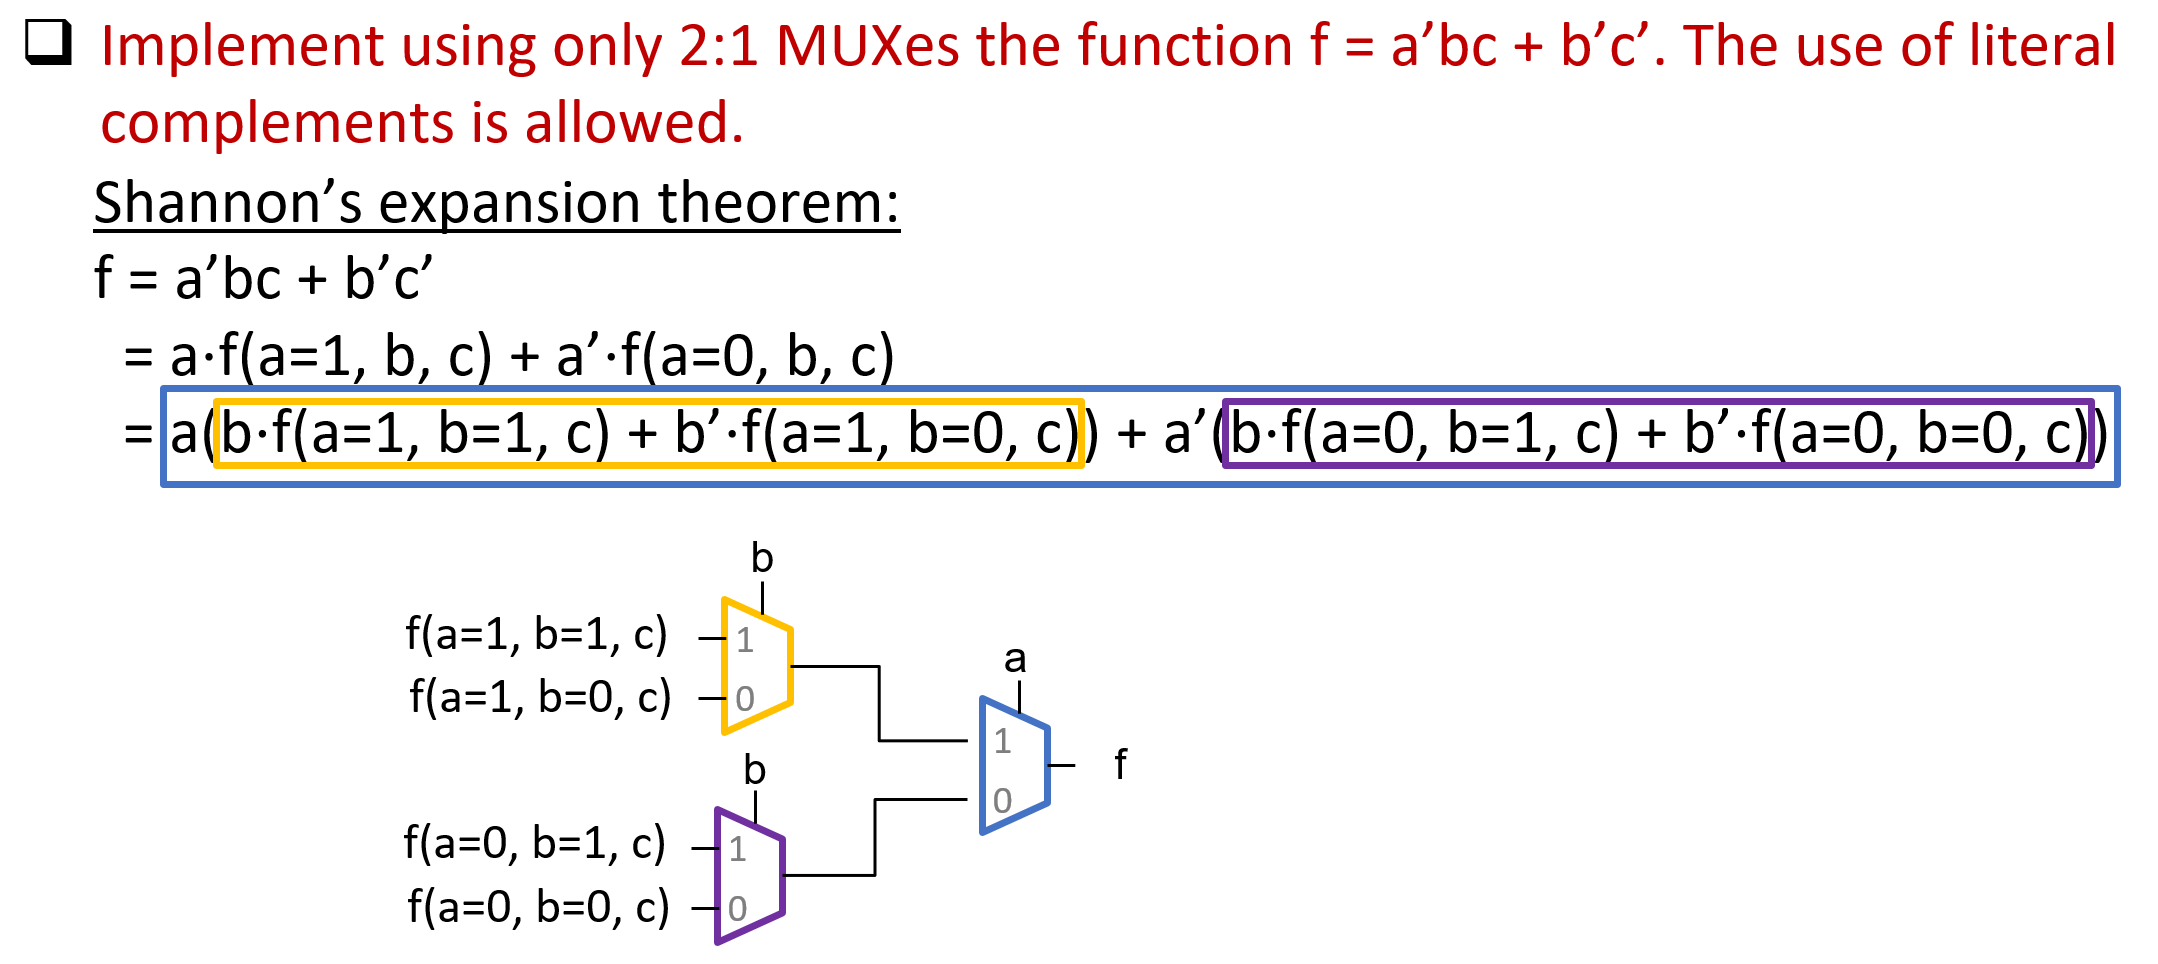 ❑ Implement using only 2:1 MUXes the function f = a’bc + b’c’. The use of literal
complements is allowed.
Shannon’s expansion theorem:
f = a’bc + b’c’
= a·f(a=1, b, c) + a’·f(a=0, b, c)
= a(b·f(a=1, b=1, c) + b’·f(a=1, b=0, c)) + a’(b·f(a=0, b=1, c) + b’·f(a=0, b=0, c))
b
f(a=1, b=1, c) 1
f(a=1, b=0, c) 0
a
1
0
f
b
f(a=0, b=1, c) 1
f(a=0, b=0, c) 0